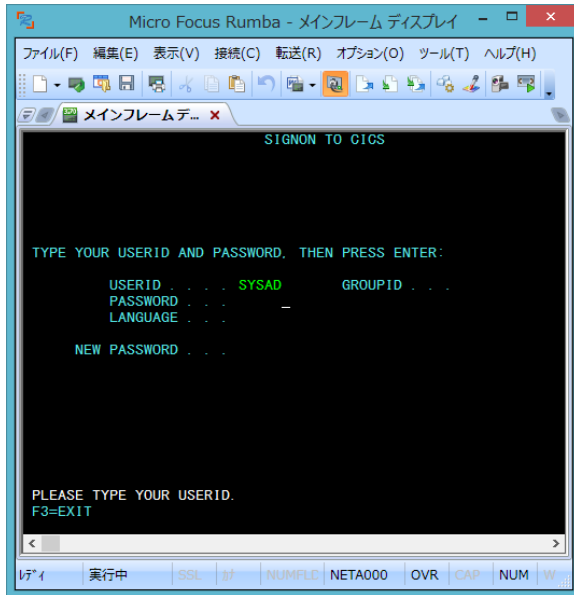 Micro Focus Rumba - メインフレーム ディスプレイ
ファイル(F) 編集(E) 表示(V) 接続(C) 転送(R) オプション(O) ツール(T) ヘルプ(H)
メインフレームデ...
SIGNON TO CICS
TYPE YOUR USERID AND PASSWORD, THEN PRESS ENTER:
USERID . . . . SYSAD GROUPID . . .
PASSWORD . . . _
LANGUAGE . . .
NEW PASSWORD . . .
PLEASE TYPE YOUR USERID.
F3=EXIT
ﾚﾃﾞｨ 実行中 SSL NUMFLD NETA000 OVR CAP NUM W